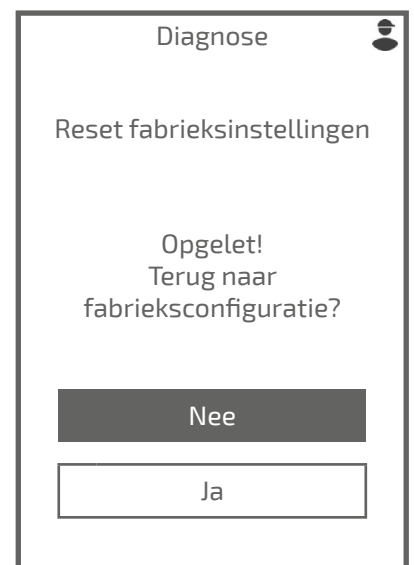 Diagnose
Reset fabrieksinstellingen
Opgelet!
Terug naar
fabrieksconfiguratie?
Nee
Ja